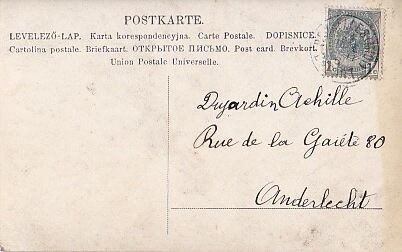 POSTKARTE.
LEVELEZŐ-LAP. Karta korespondencyjna. Carte Postale. DOPISNICE.
Cartolina postale. Briefkaart. ОТКРЫТОЕ ПИСЬМО. Post card. Brevkort.
Union Postale Universelle.
Dujardin Achille
Rue de la Gaiété 80
Anderlecht